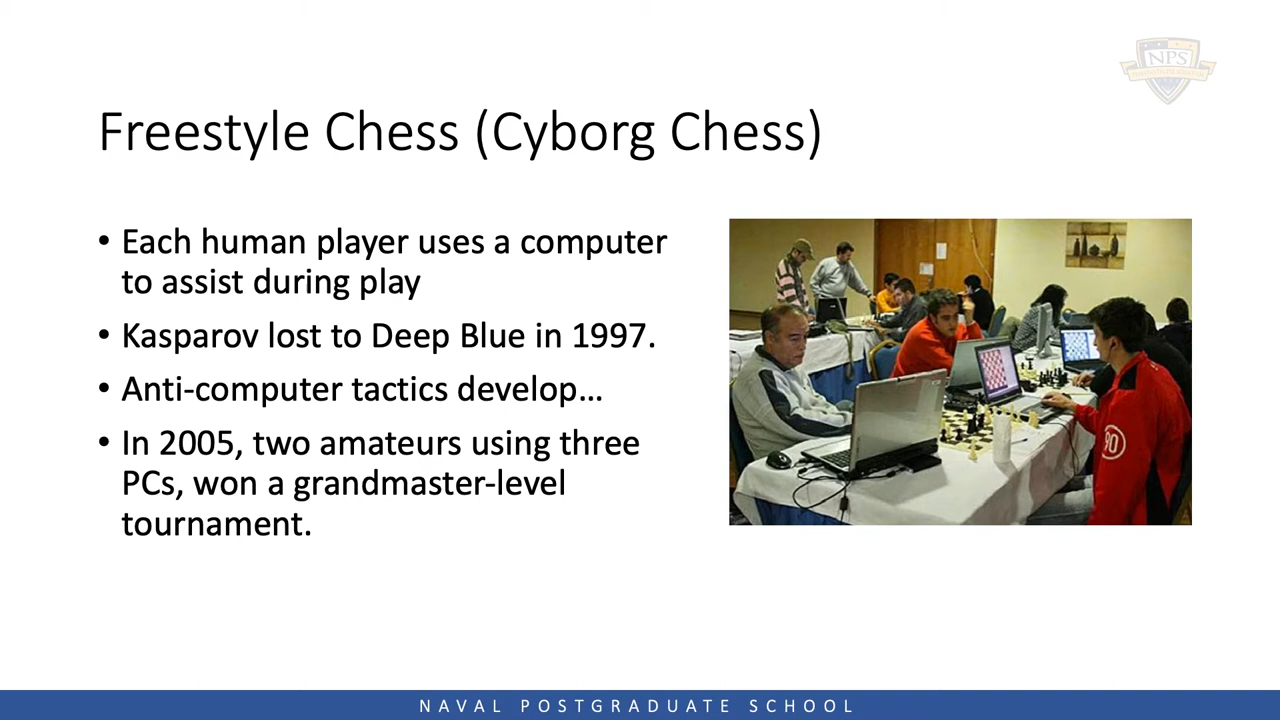 NPS
Freestyle Chess (Cyborg Chess)
• Each human player uses a computer
to assist during play
• Kasparov lost to Deep Blue in 1997.
• Anti-computer tactics develop…
• In 2005, two amateurs using three
PCs, won a grandmaster-level
tournament.
90
NAVAL POSTGRADUATE SCHOOL